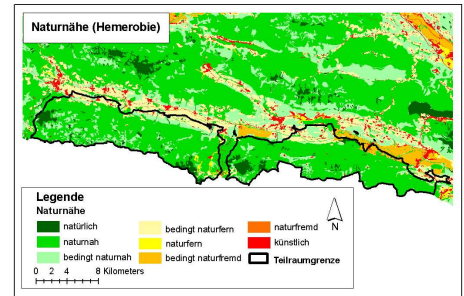 Naturnähe (Hemerobie)
Legende
Naturnähe
natürlich
naturnah
bedingt naturnah
bedingt naturfern
naturfern
bedingt naturfremd
naturfremd
künstlich
Teilraumgrenze
N
0 2 4 8 Kilometers